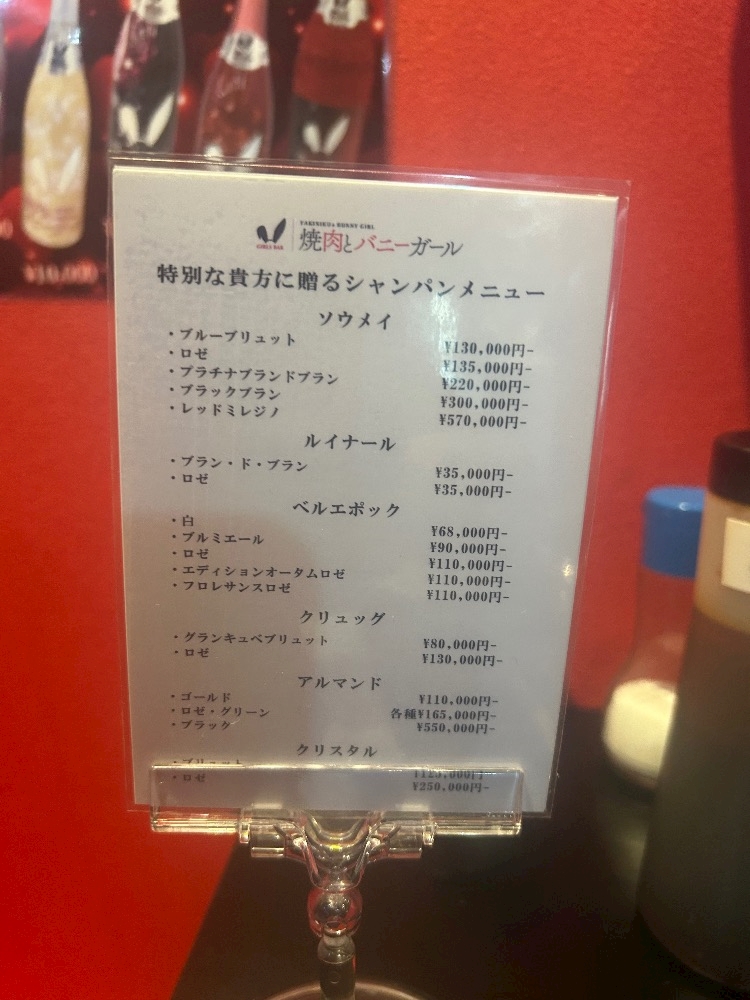 ¥10,000
YAKINIKU & BUNNY GIRL
GIRLS BAR
焼肉とバニーガール
特別な貴方に贈るシャンパンメニュー
ソウメイ
・ブルーブリュット ¥130,000円-
・ロゼ ¥135,000円-
・プラチナブランドブラン ¥220,000円-
・ブラックブラン ¥300,000円-
・レッドミレジノ ¥570,000円-
ルイナール
・ブラン・ド・ブラン ¥35,000円-
・ロゼ ¥35,000円-
ベルエポック
・白 ¥68,000円-
・ブルミエール ¥90,000円-
・ロゼ ¥110,000円-
・エディションオータムロゼ ¥110,000円-
・フロレサンスロゼ ¥110,000円-
クリュッグ
・グランキュベブリュット ¥80,000円-
・ロゼ ¥130,000円-
アルマンド
・ゴールド ¥110,000円-
・ロゼ・グリーン 各種¥165,000円-
・ブラック ¥550,000円-
クリスタル
・ブリュット
・ロゼ ¥250,000円-